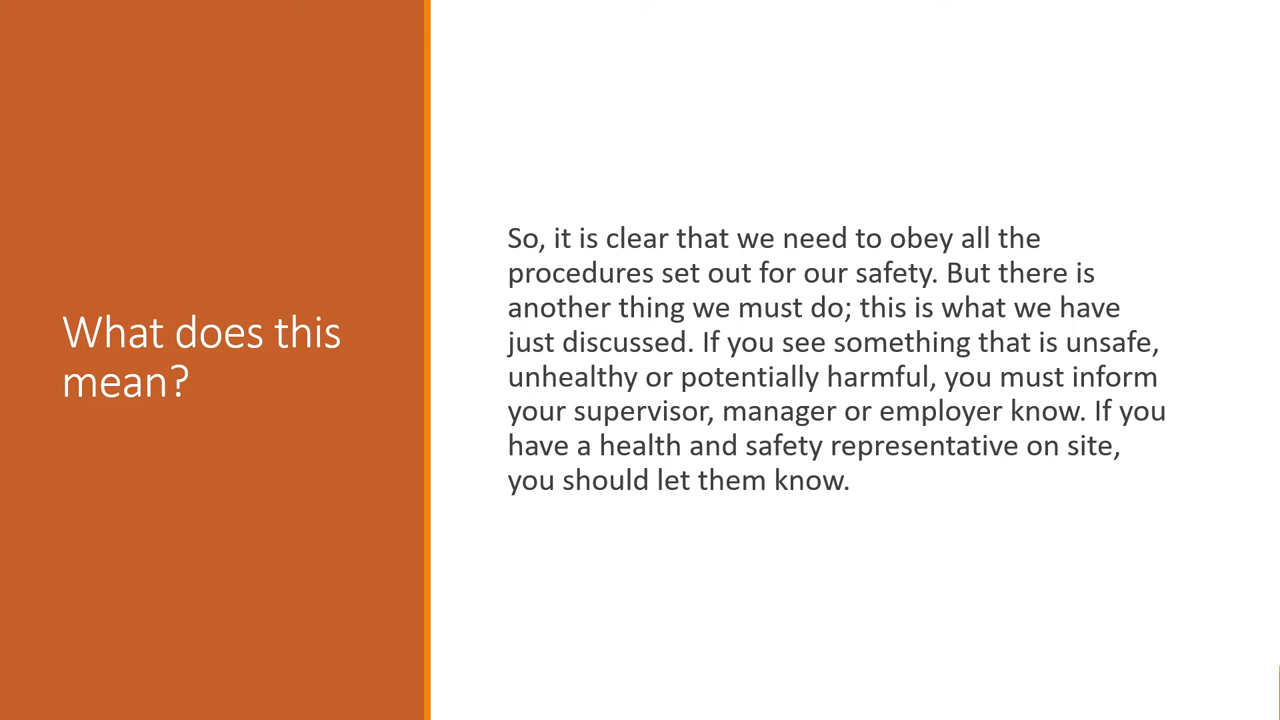 What does this
mean?
So, it is clear that we need to obey all the
procedures set out for our safety. But there is
another thing we must do; this is what we have
just discussed. If you see something that is unsafe,
unhealthy or potentially harmful, you must inform
your supervisor, manager or employer know. If you
have a health and safety representative on site,
you should let them know.